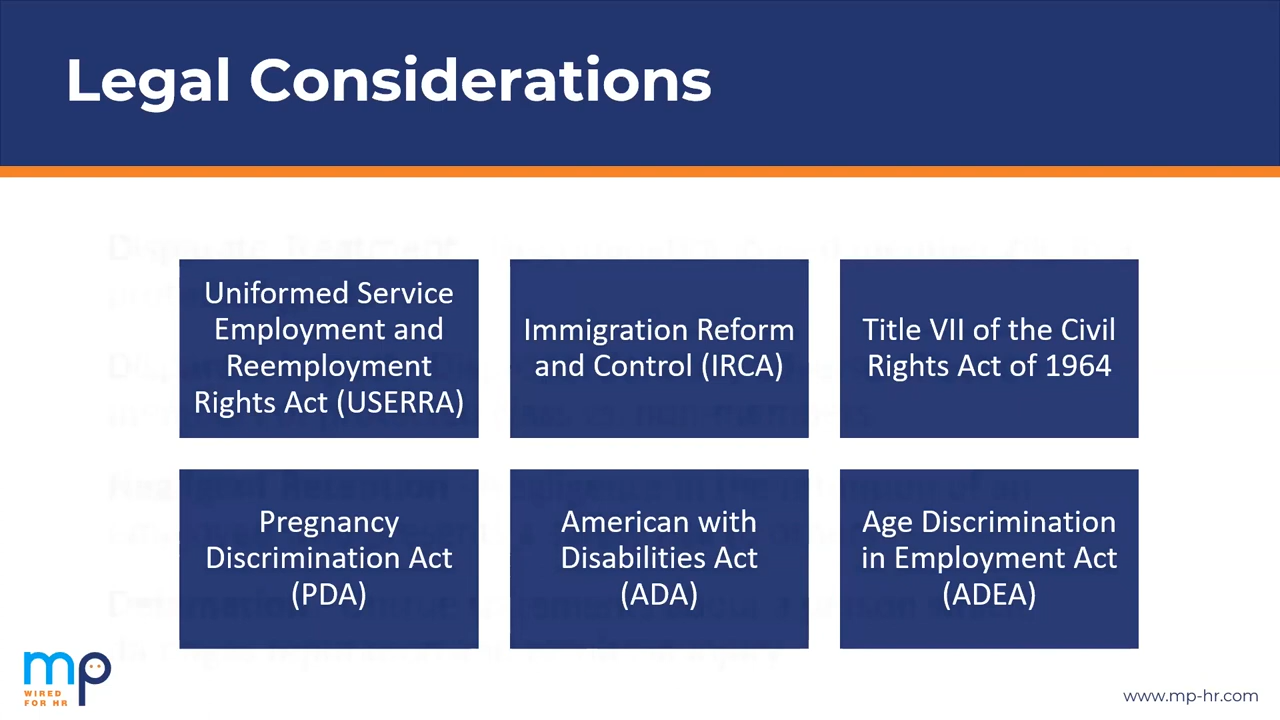 Legal Considerations
Uniformed Service
Employment and
Reemployment
Rights Act (USERRA)
Immigration Reform
and Control (IRCA)
Title VII of the Civil
Rights Act of 1964
Pregnancy
Discrimination Act
(PDA)
American with
Disabilities Act
(ADA)
Age Discrimination
in Employment Act
(ADEA)
Disparate Treatment
mp
WIRED
FOR HR
www.mp-hr.com